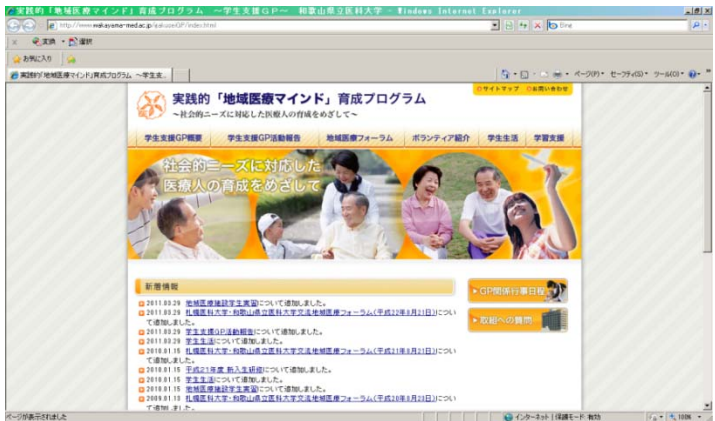 実践的「地域医療マインド」育成プログラム ～学生支援GP～ 和歌山県立医科大学 - Windows Internet Explorer
http://www.wakayama-med.ac.jp/gakuseiGP/index.html
Bing
変換 ・ 選択
お気に入り
実践的「地域医療マインド」育成プログラム ～学生支...
ページ(P) セーフティ(S) ツール(O)
サイトマップ お問い合わせ
実践的「地域医療マインド」育成プログラム
～社会的ニーズに対応した医療人の育成をめざして～
学生支援GP概要 学生支援GP活動報告 地域医療フォーラム ボランティア紹介 学生生活 学習支援
社会的ニーズに対応した
医療人の育成をめざして
新着情報
GP関係行事日程
2011.03.29 地域医療施設学生実習について追加しました。
2011.03.29 札幌医科大学・和歌山県立医科大学交流地域医療フォーラム(平成22年8月21日)につい
て追加しました。
取組への質問
2011.03.29 学生支援GP活動報告について追加しました。
2011.03.29 学生生活について追加しました。
2010.01.15 札幌医科大学・和歌山県立医科大学交流地域医療フォーラム(平成21年8月21日)につい
て追加しました。
2010.01.15 平成21年度 新入生研修について追加しました。
2010.01.15 学生生活について追加しました。
2010.01.15 地域医療施設学生実習について追加しました。
2009.01.13 札幌医科大学・和歌山県立医科大学交流地域医療フォーラム(平成20年8月21日)につい
て追加しました。
ページが表示されました
インターネット | 保護モード: 有効
100%